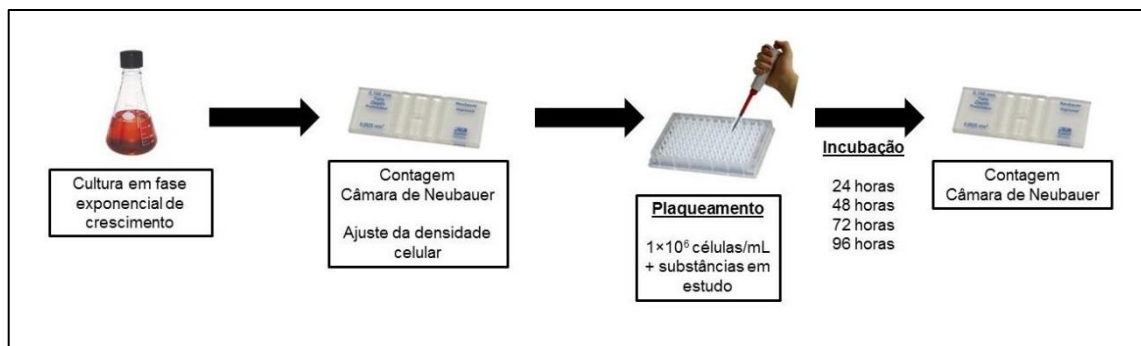 Cultura em fase
exponencial de
crescimento
Contagem
Câmara de Neubauer
Ajuste da densidade
celular
Plaqueamento
1×10⁶ células/mL
+ substâncias em
estudo
Incubação
24 horas
48 horas
72 horas
96 horas
Contagem
Câmara de Neubauer